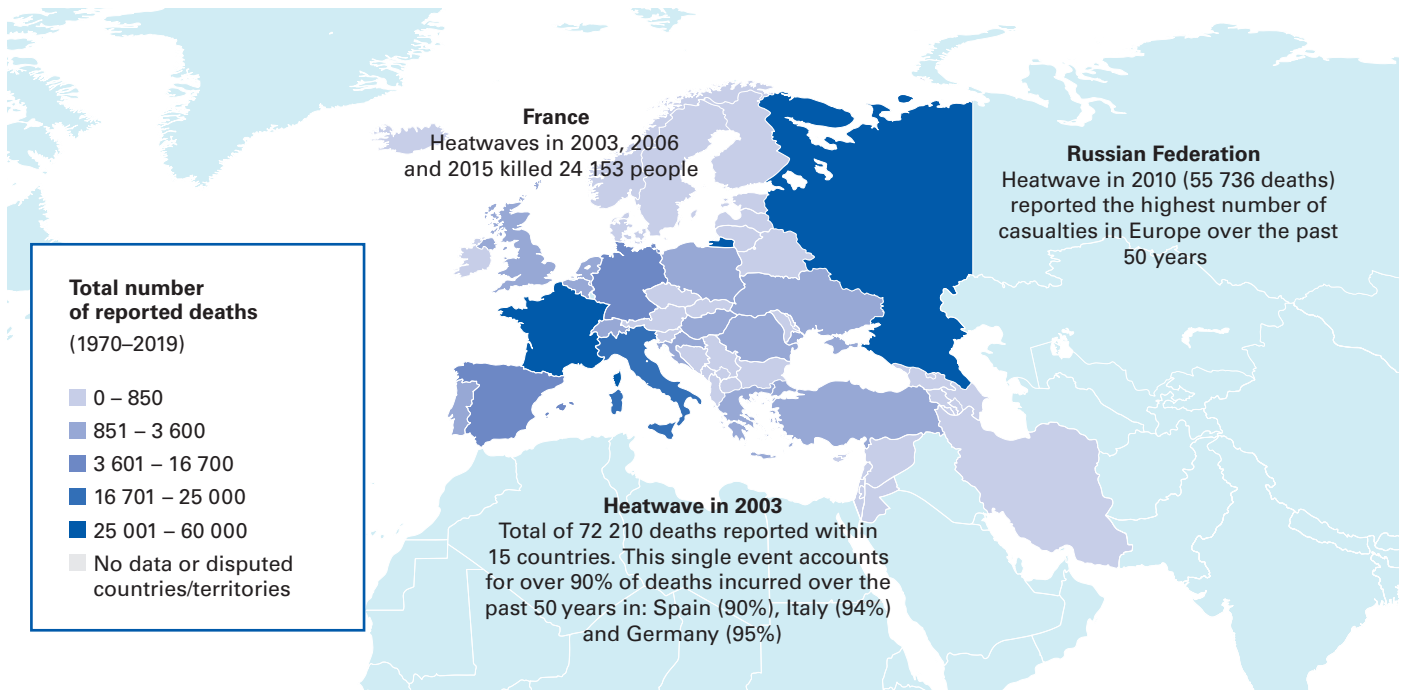 France
Heatwaves in 2003, 2006
and 2015 killed 24 153 people
Russian Federation
Heatwave in 2010 (55 736 deaths)
reported the highest number of
casualties in Europe over the past
50 years
Total number
of reported deaths
(1970–2019)
0 – 850
851 – 3 600
3 601 – 16 700
16 701 – 25 000
25 001 – 60 000
No data or disputed
countries/territories
Heatwave in 2003
Total of 72 210 deaths reported within
15 countries. This single event accounts
for over 90% of deaths incurred over the
past 50 years in: Spain (90%), Italy (94%)
and Germany (95%)